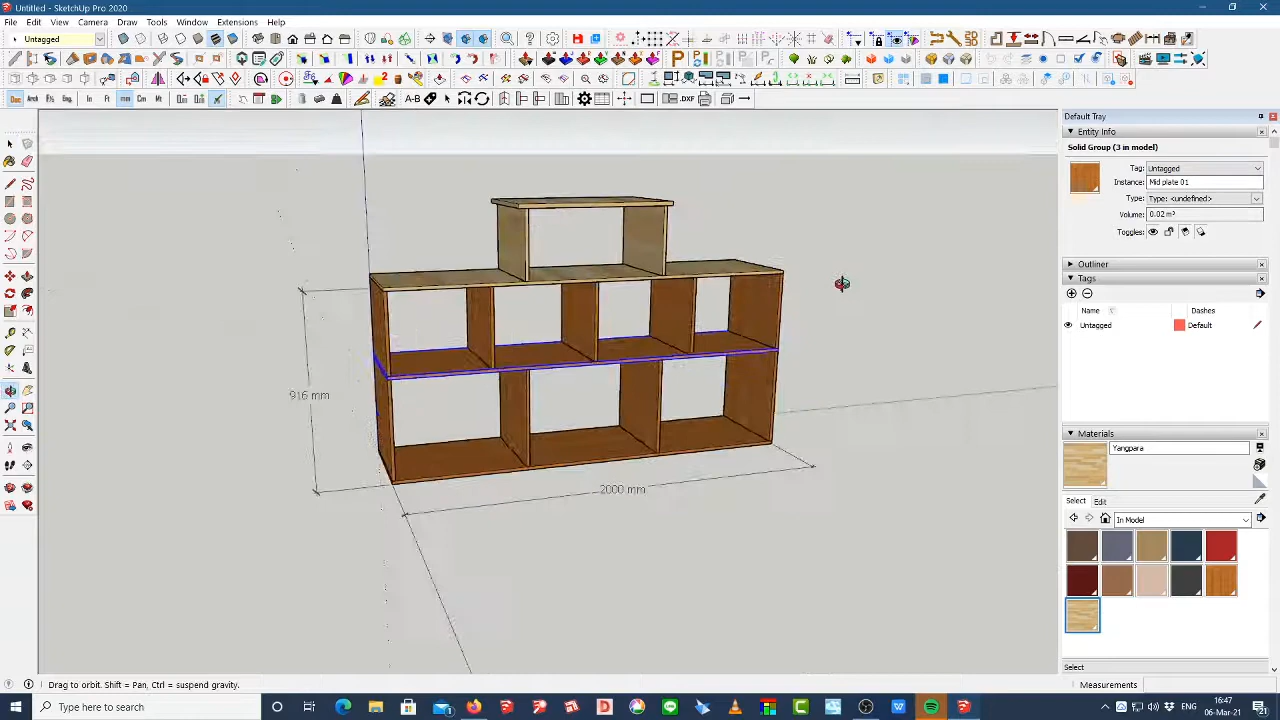 Untitled - SketchUp Pro 2020
File Edit View Camera Draw Tools Window Extensions Help
Untagged
Default Tray
Entity Info
Solid Group (3 in model)
Tag: Untagged
Instance: Mid plate 01
Type: Type: <undefined>
Volume: 0.02 m³
Toggles:
Outliner
Tags
Name Dashes
Untagged Default
916 mm
2000 mm
Materials
Yangpara
Select Edit
In Model
Select
Drag to orbit. Shift = Pan, Ctrl = suspend gravity.
Measurements
Type here to search
ENG
16:47
06-Mar-21